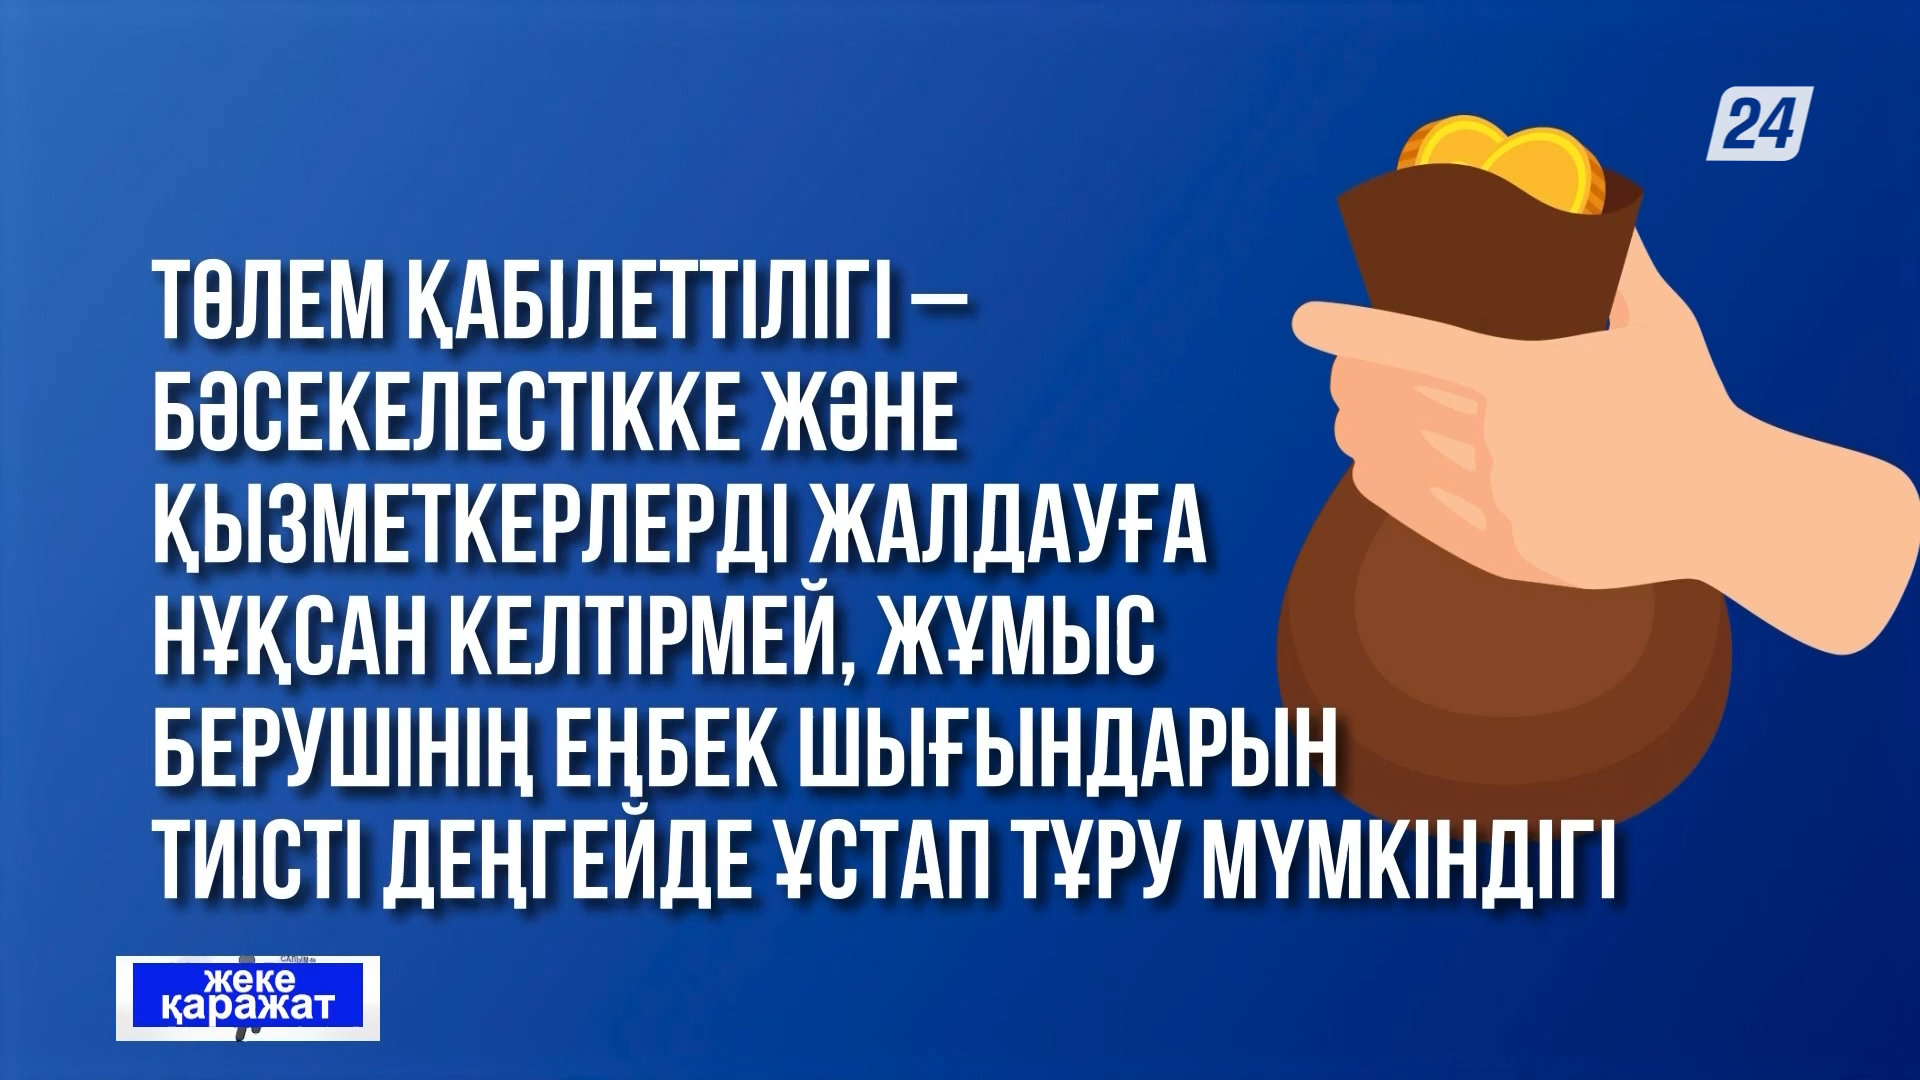 24
ТӨЛЕМ ҚАБІЛЕТТІЛІГІ –
БӘСЕКЕЛЕСТІККЕ ЖӘНЕ
ҚЫЗМЕТКЕРЛЕРДІ ЖАЛДАУҒА
НҰҚСАН КЕЛТІРМЕЙ, ЖҰМЫС
БЕРУШІНІҢ ЕҢБЕК ШЫҒЫНДАРЫН
ТИІСТІ ДЕҢГЕЙДЕ ҰСТАП ТҰРУ МҮМКІНДІГІ
жеке
қаражат